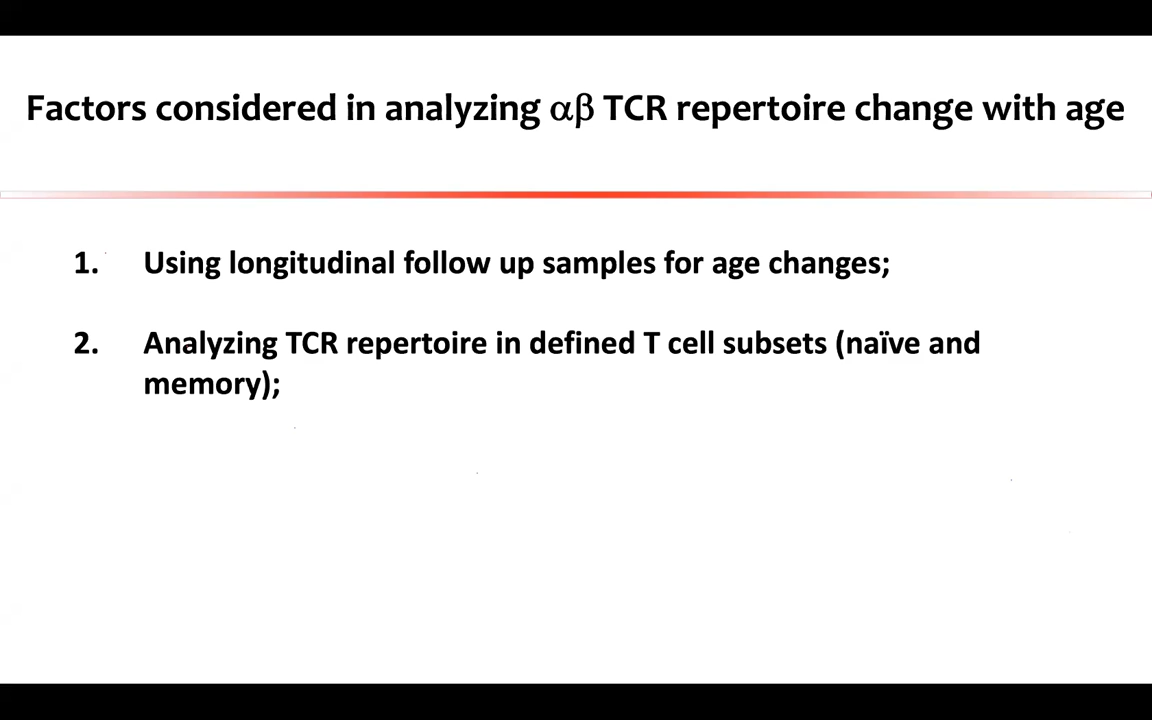 Factors considered in analyzing αβ TCR repertoire change with age
1. Using longitudinal follow up samples for age changes;
2. Analyzing TCR repertoire in defined T cell subsets (naïve and
memory);